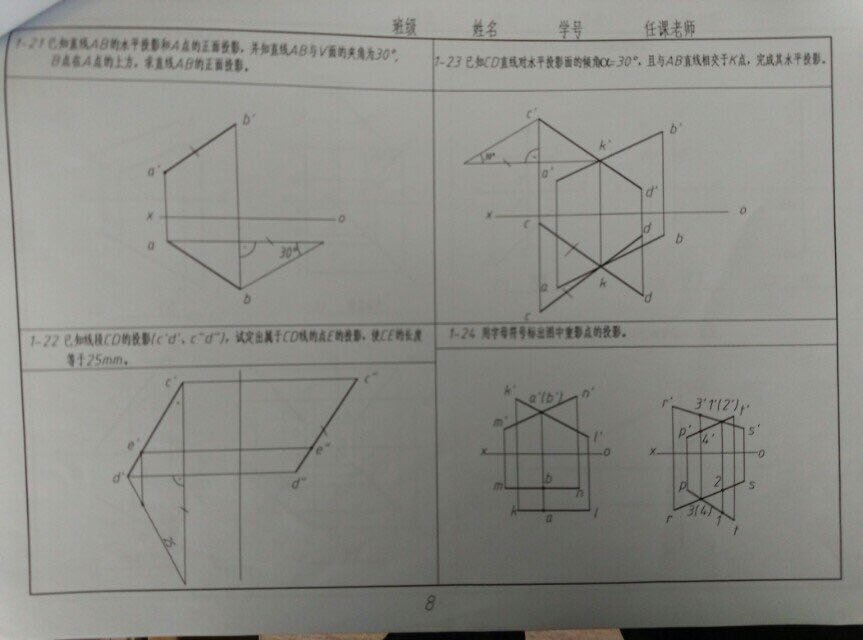 班级 姓名 学号 任课老师
1-21 已知直线AB的水平投影和A点的正面投影，并知直线AB与V面的夹角为30°，
B点在A点的上方，求直线AB的正面投影。
b'
a'
x o
a
30°
b
1-23 已知CD直线对水平投影面的倾角α=30°，且与AB直线相交于K点，完成其水平投影。
c'
b'
k'
30°
a'
d'
x o
c d
b
a k
d
c
1-22 已知线段CD的投影(c'd'、c"d")，试定出属于CD线的点E的投影，使CE的长度
等于25mm。
c' c"
e' e"
d' d"
25
1-24 用字母符号标出图中重影点的投影。
k' a'(b') n'
m' l'
x o
m b n
k a l
r' 3' 1'(2') t'
p' 4' s'
x o
p 2 s
r 3(4) 1 t
8